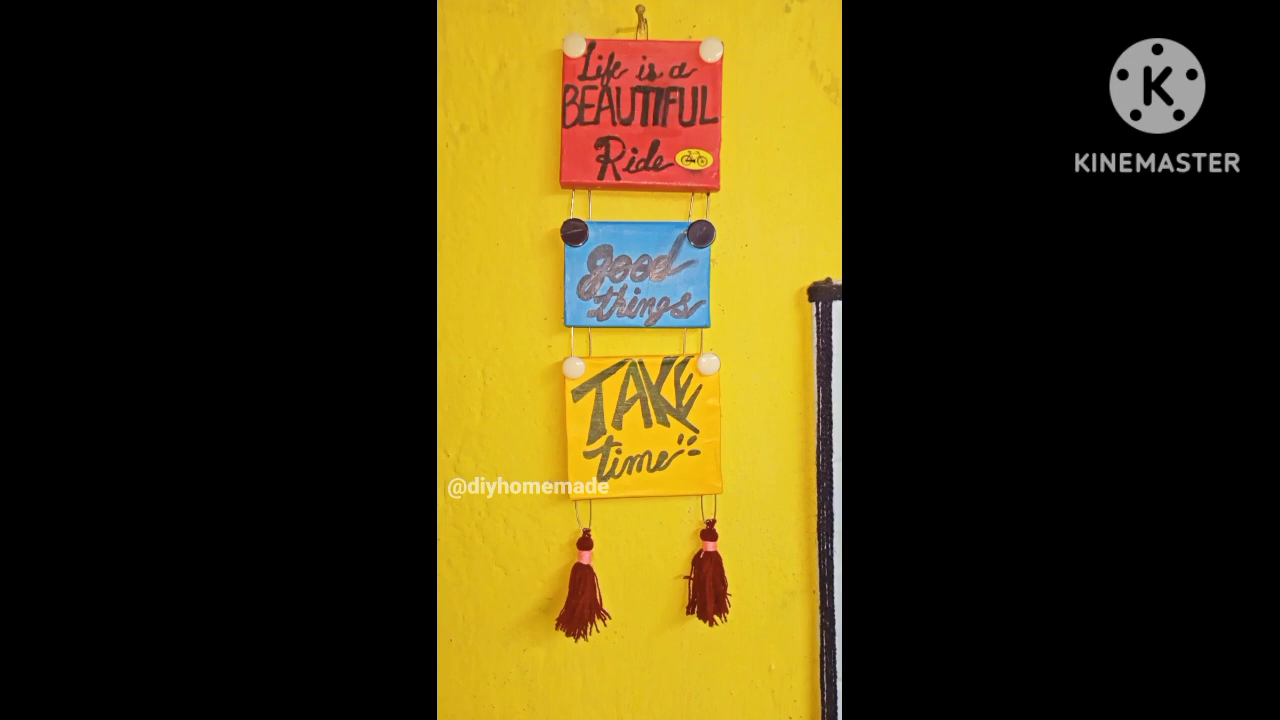 Life is a
BEAUTIFUL
Ride
good
things
TAKE
time
@diyhomemade
K
KINEMASTER